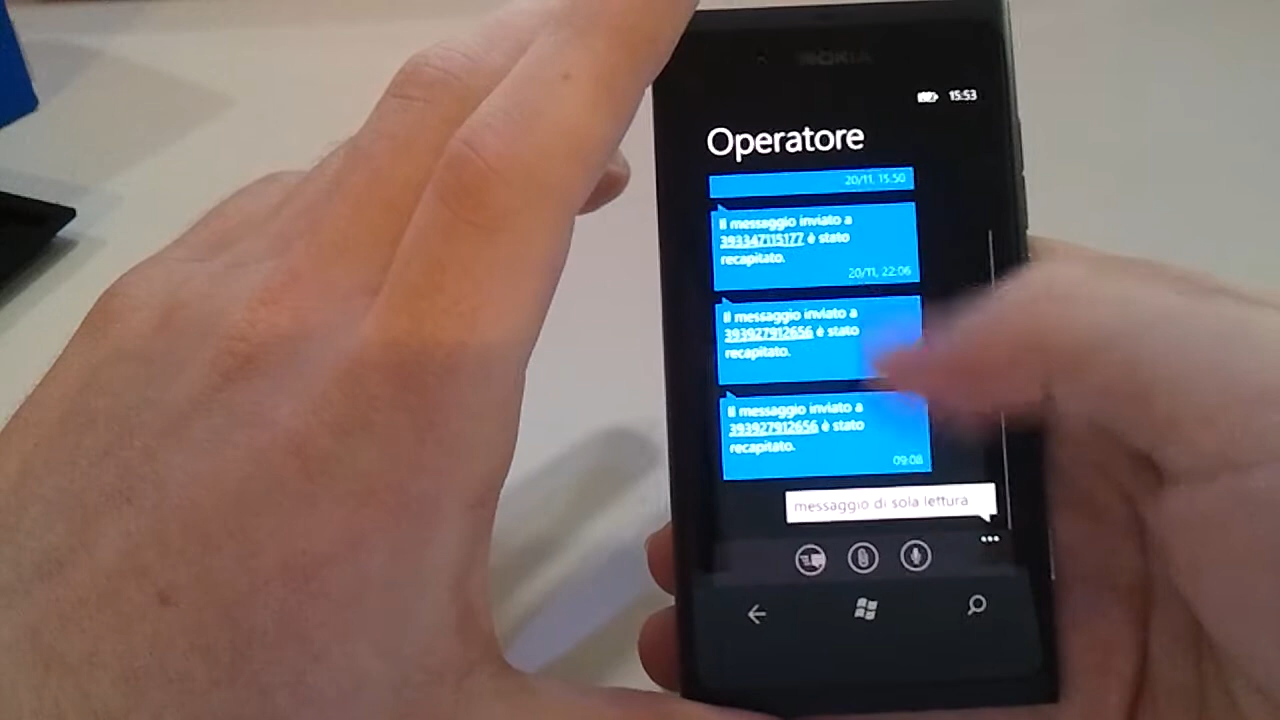 NOKIA
15:53
Operatore
20/11, 15:50
Il messaggio inviato a
393347115177 è stato
recapitato.
20/11, 22:06
Il messaggio inviato a
393927912656 è stato
recapitato.
Il messaggio inviato a
393927912656 è stato
recapitato.
09:08
messaggio di sola lettura